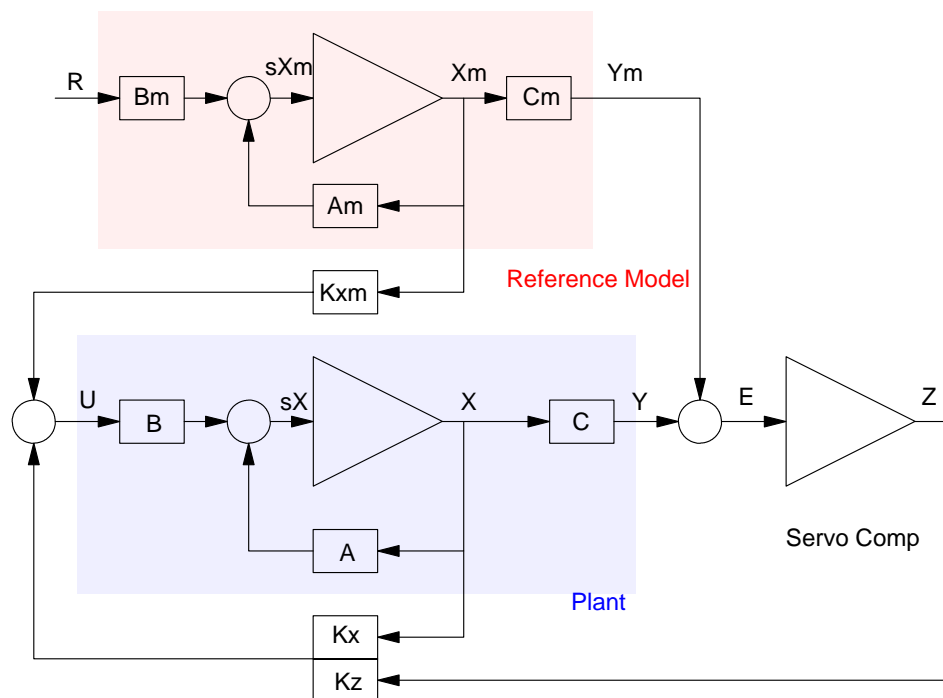 sXm
Xm
Ym
R
Bm
Cm
Am
Kxm
Reference Model
U
sX
X
Y
E
Z
B
C
A
Servo Comp
Plant
Kx
Kz